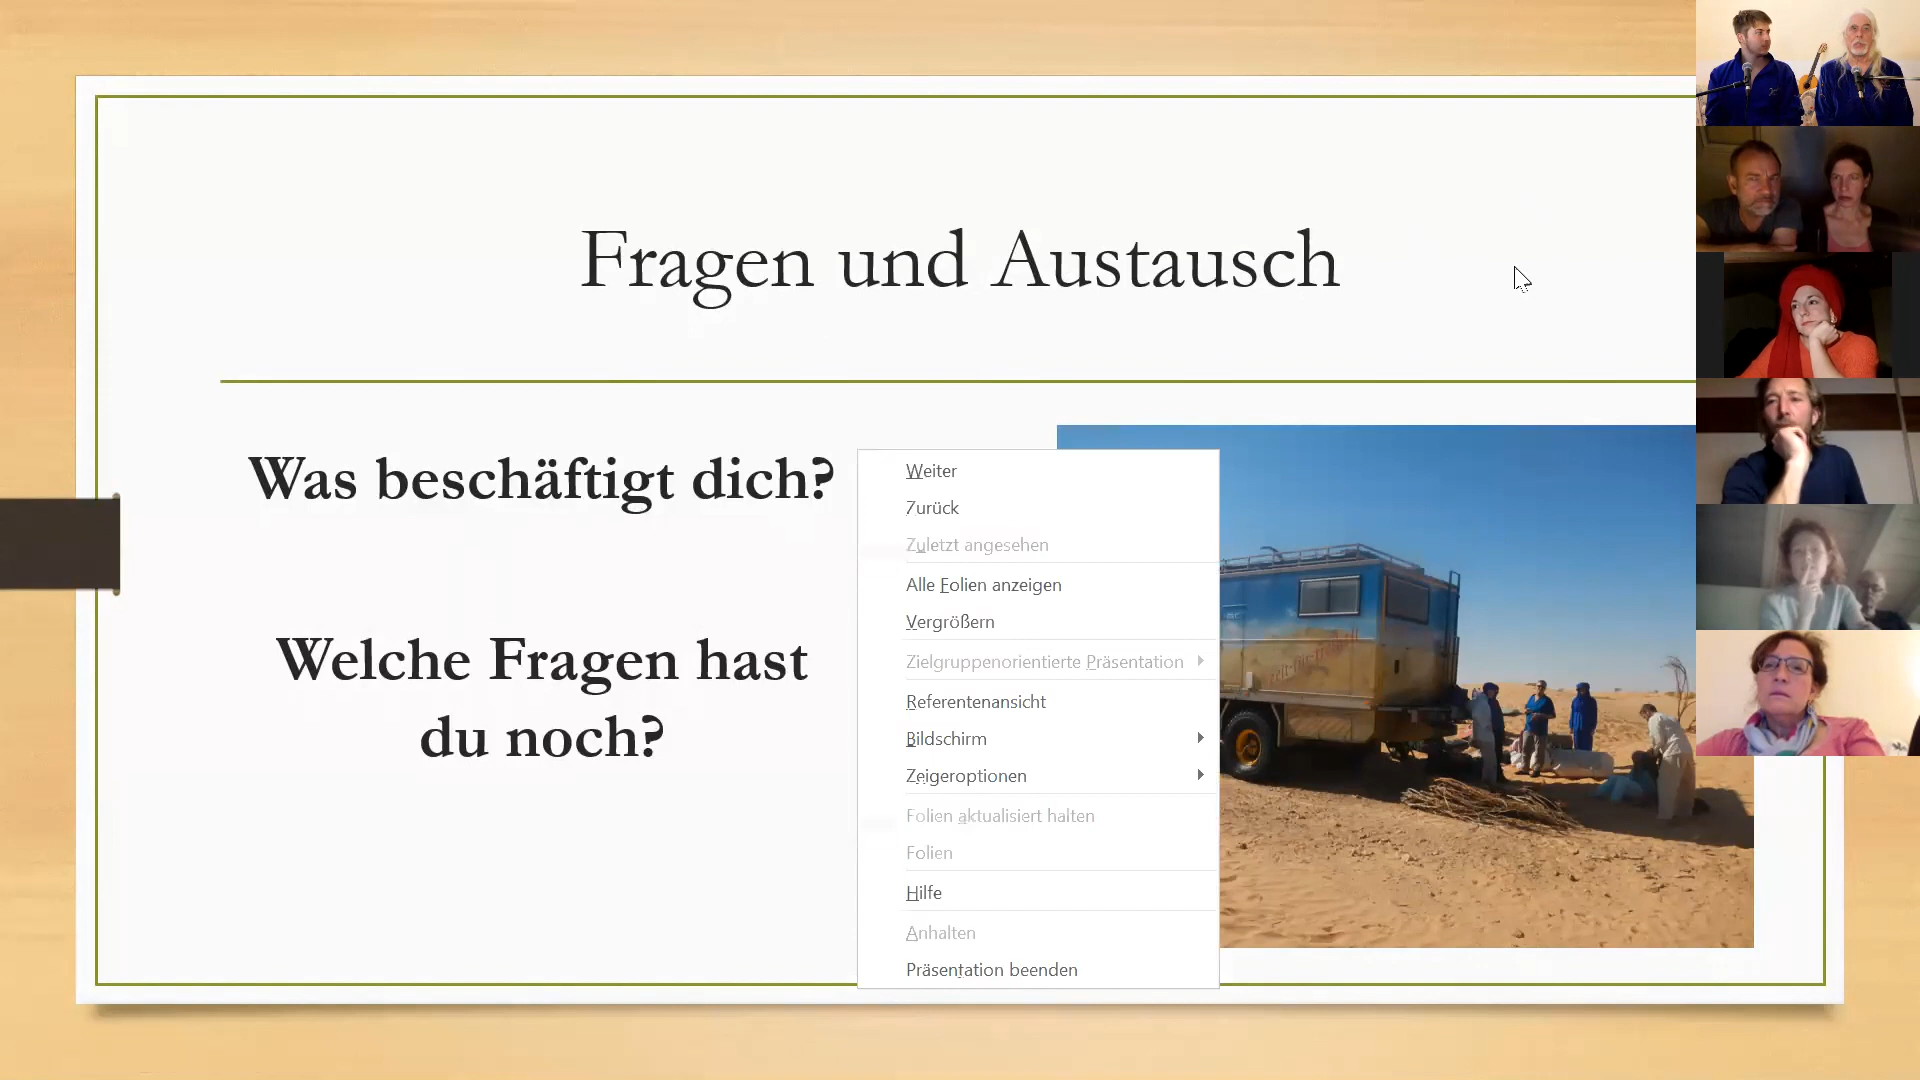 Fragen und Austausch
Was beschäftigt dich?
Welche Fragen hast
du noch?
Weiter
Zurück
Zuletzt angesehen
Alle Folien anzeigen
Vergrößern
Zielgruppenorientierte Präsentation
Referentenansicht
Bildschirm
Zeigeroptionen
Folien aktualisiert halten
Folien
Hilfe
Anhalten
Präsentation beenden